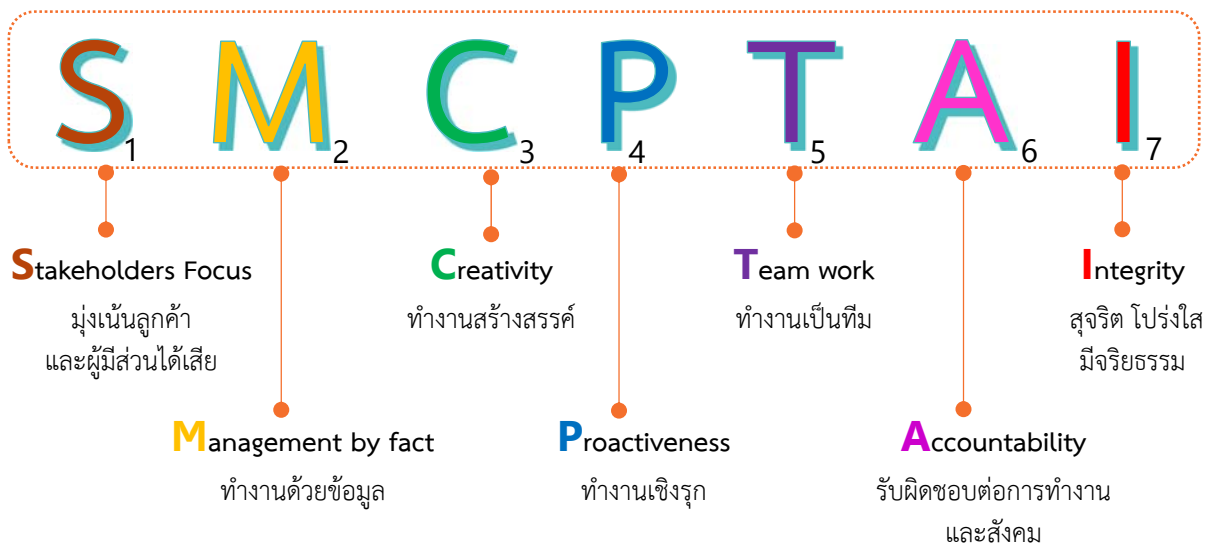 S1 M2 C3 P4 T5 A6 I7
Stakeholders Focus
มุ่งเน้นลูกค้า
และผู้มีส่วนได้เสีย
Management by fact
ทำงานด้วยข้อมูล
Creativity
ทำงานสร้างสรรค์
Proactiveness
ทำงานเชิงรุก
Team work
ทำงานเป็นทีม
Accountability
รับผิดชอบต่อการทำงาน
และสังคม
Integrity
สุจริต โปร่งใส
มีจริยธรรม